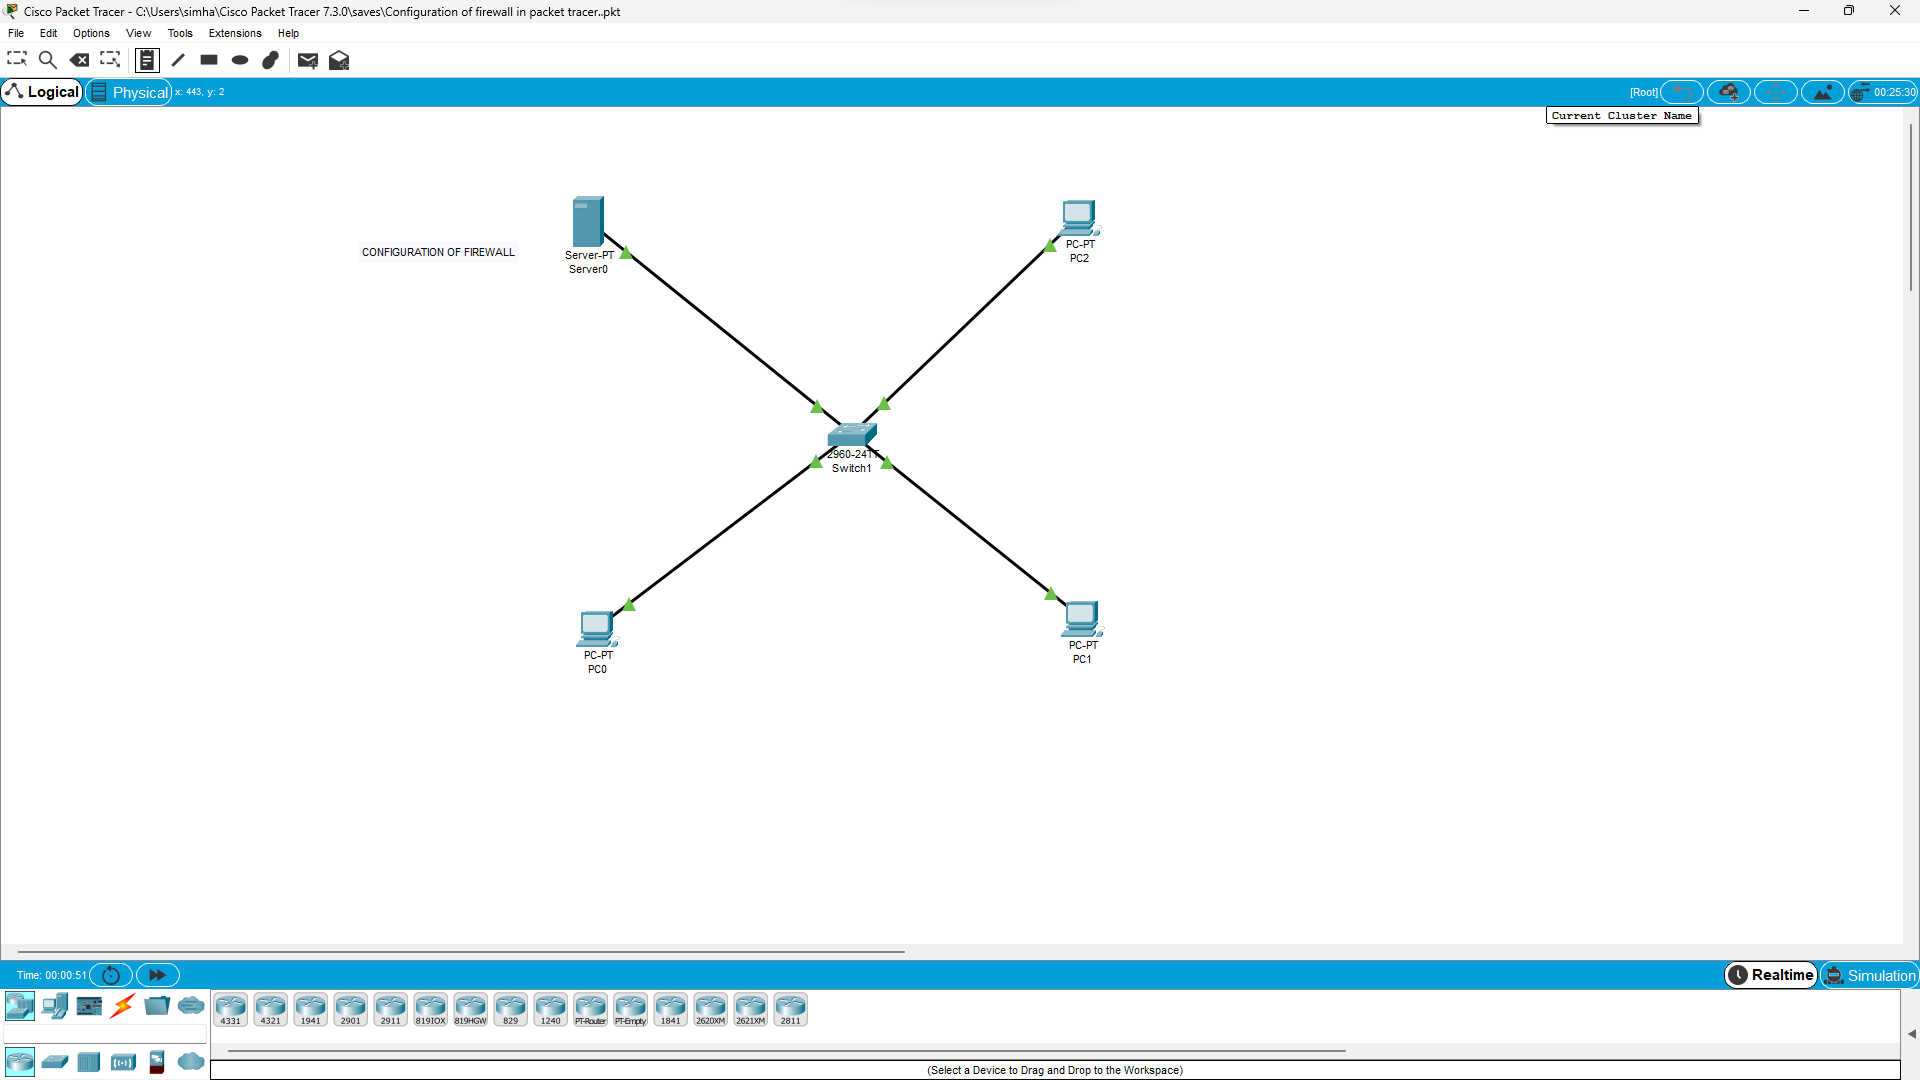 Cisco Packet Tracer - C:\Users\simha\Cisco Packet Tracer 7.3.0\saves\Configuration of firewall in packet tracer..pkt
File Edit Options View Tools Extensions Help
Logical Physical x: 443, y: 2 [Root] 00:25:30
Current Cluster Name
CONFIGURATION OF FIREWALL
Server-PT
Server0
PC-PT
PC2
2960-24TT
Switch1
PC-PT
PC0
PC-PT
PC1
Time: 00:00:51 Realtime Simulation
4331 4321 1941 2901 2911 819IOX 819HGW 829 1240 PT-Router PT-Empty 1841 2620XM 2621XM 2811
(Select a Device to Drag and Drop to the Workspace)